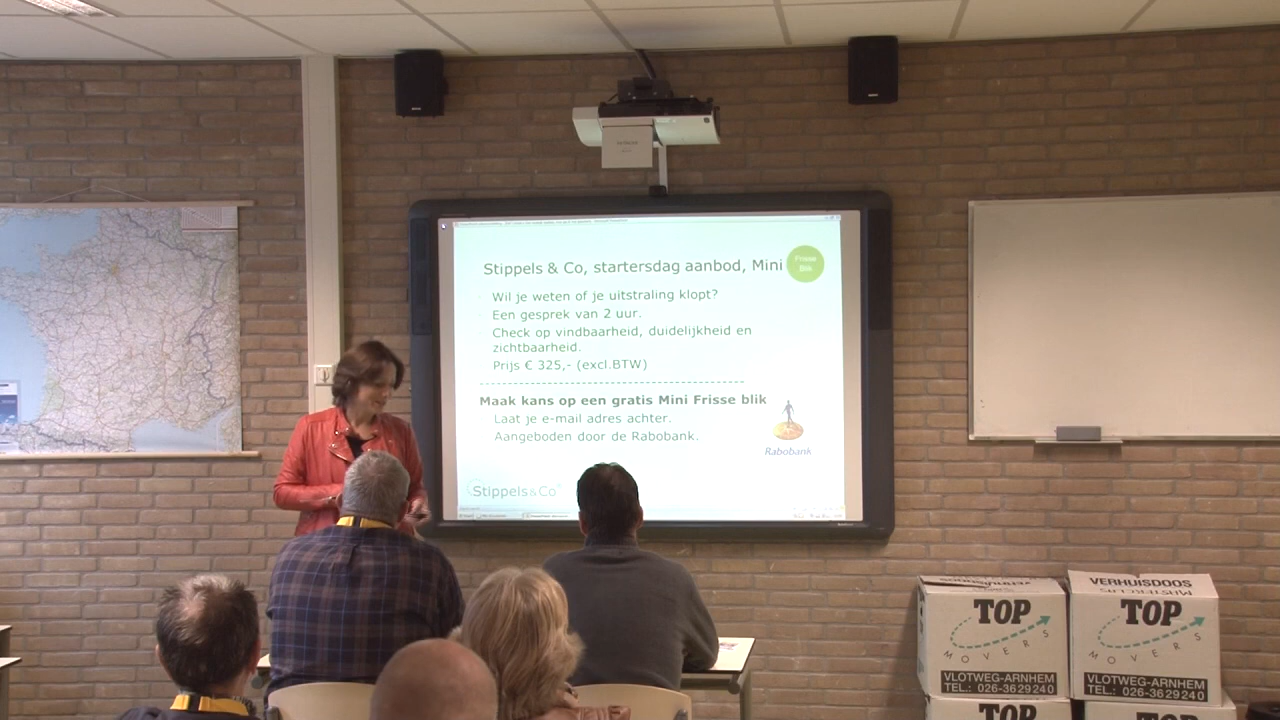 Stippels & Co, startersdag aanbod, Mini
Frisse
Blik
Wil je weten of je uitstraling klopt?
Een gesprek van 2 uur.
Check op vindbaarheid, duidelijkheid en
zichtbaarheid.
Prijs € 325,- (excl.BTW)
Maak kans op een gratis Mini Frisse blik
Laat je e-mail adres achter.
Aangeboden door de Rabobank.
Rabobank
Stippels&Co
TOP
MOVERS
VLOTWEG-ARNHEM
TEL.: 026-3629240
VERHUISDOOS
TOP
MOVERS
VLOTWEG-ARNHEM
TEL.: 026-3629240
TOP
TOP